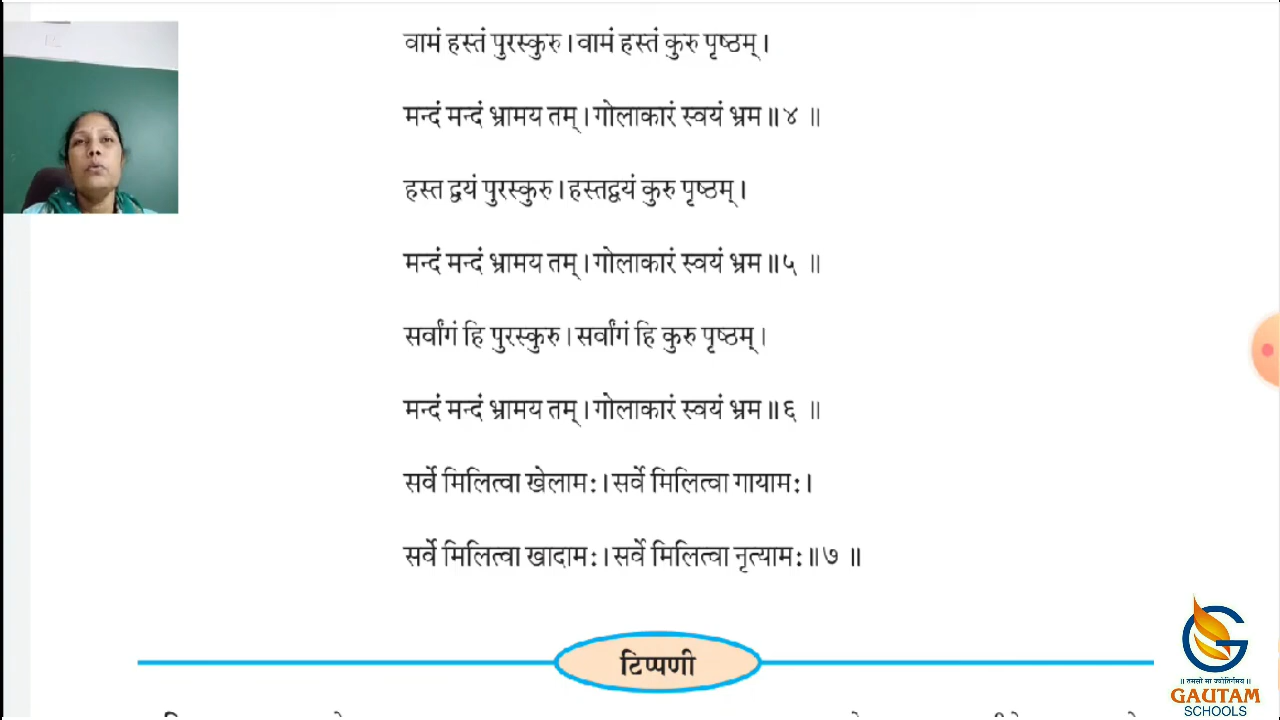 वामं हस्तं पुरस्कुरु। वामं हस्तं कुरु पृष्ठम्।
मन्दं मन्दं भ्रामय तम्। गोलाकारं स्वयं भ्रम॥४ ॥
हस्त द्वयं पुरस्कुरु। हस्तद्वयं कुरु पृष्ठम्।
मन्दं मन्दं भ्रामय तम्। गोलाकारं स्वयं भ्रम॥५ ॥
सर्वांगं हि पुरस्कुरु। सर्वांगं हि कुरु पृष्ठम्।
मन्दं मन्दं भ्रामय तम्। गोलाकारं स्वयं भ्रम॥६ ॥
सर्वे मिलित्वा खेलामः। सर्वे मिलित्वा गायामः।
सर्वे मिलित्वा खादामः। सर्वे मिलित्वा नृत्यामः॥७ ॥
टिप्पणी
॥ तमसो मा ज्योतिर्गमय॥
GAUTAM
SCHOOLS